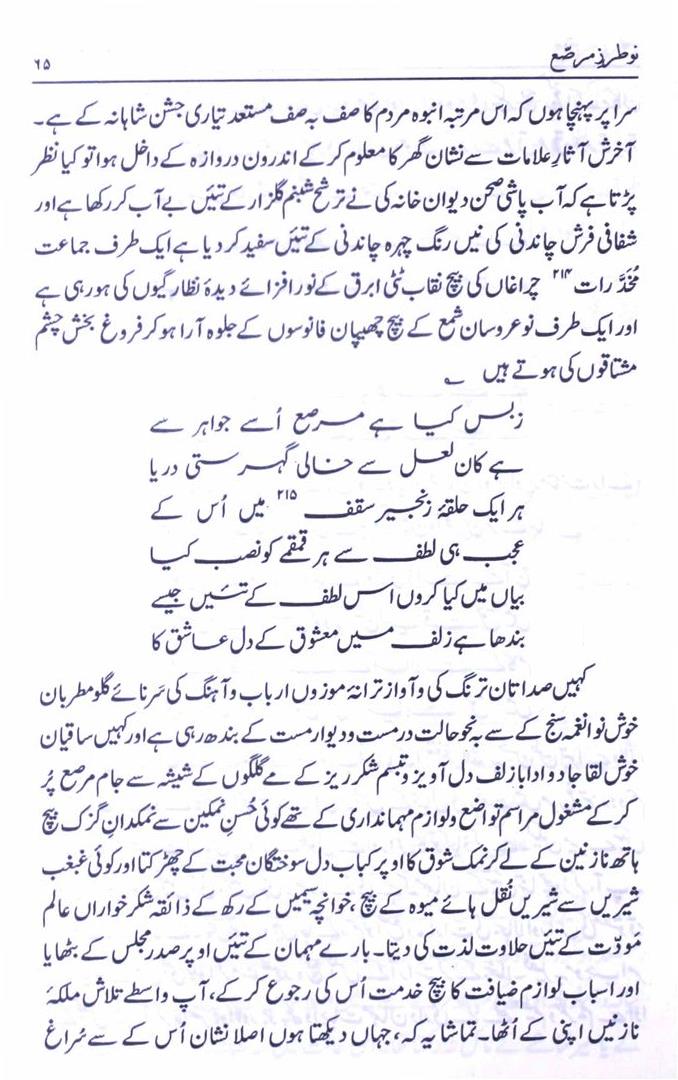 نو طرزِ مرصّع
۶۵
سرا پر پہنچا ہوں کہ اس مرتبہ انبوہ مردم کا صف بہ صف مستعد تیاری جشن شاہانہ کے ہے۔
آخرش آثارِ علامات سے نشان گھر کا معلوم کر کے اندرون دروازہ کے داخل ہوا تو کیا نظر
پڑتا ہے کہ آب پاشی صحن دیوان خانہ کی نے ترشح شبنم گلزار کے تئیں بے آب کر رکھا ہے اور
شفافی فرش چاندنی کی نیں رنگ چہرہ چاندنی کے تئیں سفید کر دیا ہے ایک طرف جماعت
مُخَدَّرات ۲۱۴ چراغاں کی بیچ نقاب ٹٹی ابرق کے نور افزائے دیدۂ نظارگیوں کی ہو رہی ہے
اور ایک طرف نوعروسان شمع کے بیچ چھیپان فانوسوں کے جلوہ آرا ہو کر فروغ بخش چشم
مشتاقوں کی ہوتے ہیں ؎
زبس کیا ہے مرصع اُسے جواہر سے
ہے کان لعل سے خالی گہر ستی دریا
ہر ایک حلقۂ زنجیر سقف ۲۱۵ میں اُس کے
عجب ہی لطف سے ہر قمقمے کو نصب کیا
بیاں میں کیا کروں اس لطف کے تئیں جیسے
بندھا ہے زلف میں معشوق کے دل عاشق کا
کہیں صدا تان ترنگ کی و آواز ترانۂ موزوں ارباب و آہنگ کی سَرنائے گلو مطربان
خوش نوا نغمہ سنج کے سے بہ نحو حالت در مست و دیوار مست کے بندھ رہی ہے اور کہیں ساقیان
خوش لقا جادو ادا باز لف دل آویز و تبسم شکر ریز کے مے گلگوں کے شیشہ سے جام مرصع پُر
کر کے مشغول مراسم تواضع و لوازم مہمانداری کے تھے کوئی حُسنِ نمکین سے نمکدانِ گزک بیچ
ہاتھ نازنین کے لے کر نمک شوق کا اوپر کباب دل سوختگان محبت کے چھڑکتا اور کوئی غبغب
شیریں سے شیریں نُقل ہائے میوہ کے بیچ، خوانچہ سیمیں کے رکھ کے ذائقہ شکر خواراں عالم
مَودّت کے تئیں حلاوت لذت کی دیتا۔ بارے مہمان کے تئیں اوپر صدر مجلس کے بٹھایا
اور اسباب لوازم ضیافت کا بیچ خدمت اُس کی رجوع کر کے، آپ واسطے تلاش ملکۂ
نازنیں اپنی کے اُٹھا۔ تماشا یہ کہ، جہاں دیکھتا ہوں اصلا نشان اُس کے سے سُراغ